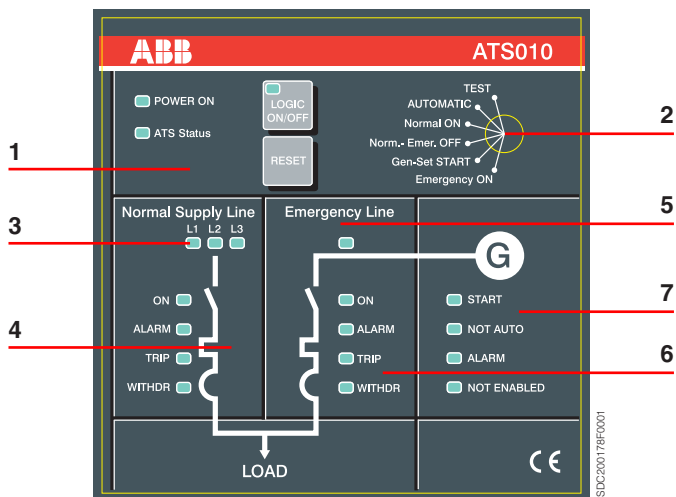 ABB
ATS010
POWER ON
ATS Status
LOGIC
ON/OFF
RESET
TEST
AUTOMATIC
Normal ON
Norm.- Emer. OFF
Gen-Set START
Emergency ON
1
2
Normal Supply Line
L1 L2 L3
Emergency Line
3
5
G
ON
ALARM
TRIP
WITHDR
4
ON
ALARM
TRIP
WITHDR
6
START
NOT AUTO
ALARM
NOT ENABLED
7
LOAD
CE
SDC200178F0001